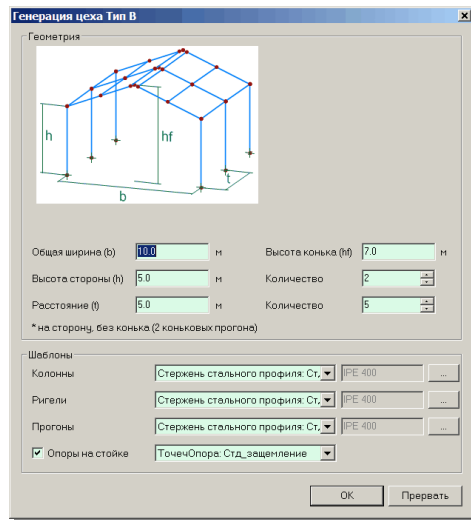 Генерация цеха Тип B
Геометрия
h
hf
t
b
Общая ширина (b) 10.0 м Высота конька (hf) 7.0 м
Высота стороны (h) 5.0 м Количество 2
Расстояние (t) 5.0 м Количество 5
* на сторону, без конька (2 коньковых прогона)
Шаблоны
Колонны Стержень стального профиля: Ст, IPE 400 ...
Ригели Стержень стального профиля: Ст, IPE 400 ...
Прогоны Стержень стального профиля: Ст, IPE 400 ...
Опоры на стойке ТочечОпора: Стд_защемление
OK Прервать